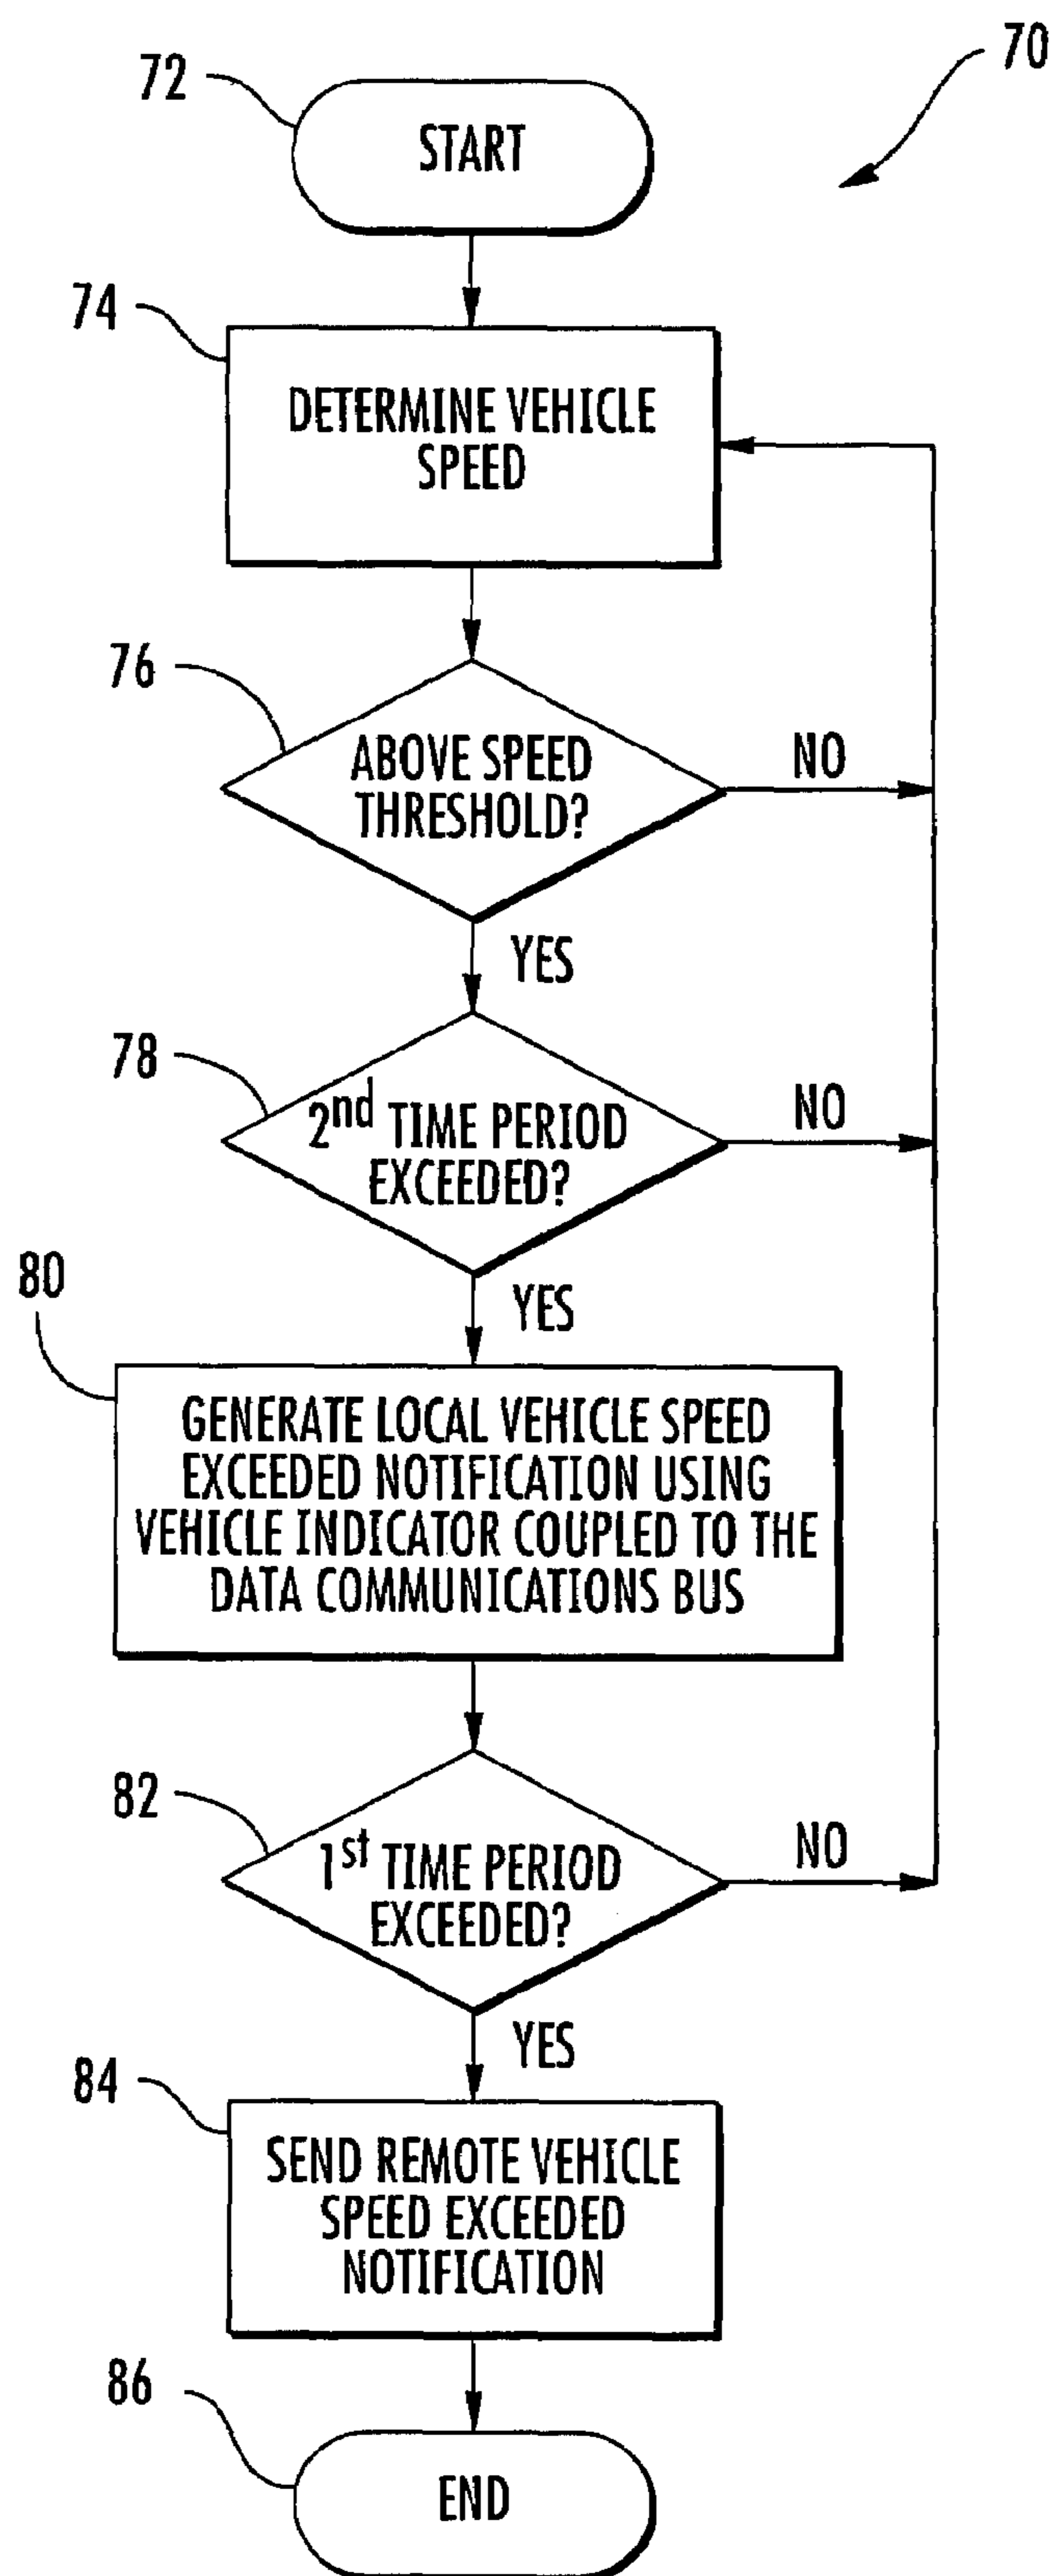 70
72
START
74
DETERMINE VEHICLE
SPEED
76
ABOVE SPEED
THRESHOLD?
NO
YES
78
2nd TIME PERIOD
EXCEEDED?
NO
YES
80
GENERATE LOCAL VEHICLE SPEED
EXCEEDED NOTIFICATION USING
VEHICLE INDICATOR COUPLED TO THE
DATA COMMUNICATIONS BUS
82
1st TIME PERIOD
EXCEEDED?
NO
YES
84
SEND REMOTE VEHICLE
SPEED EXCEEDED
NOTIFICATION
86
END